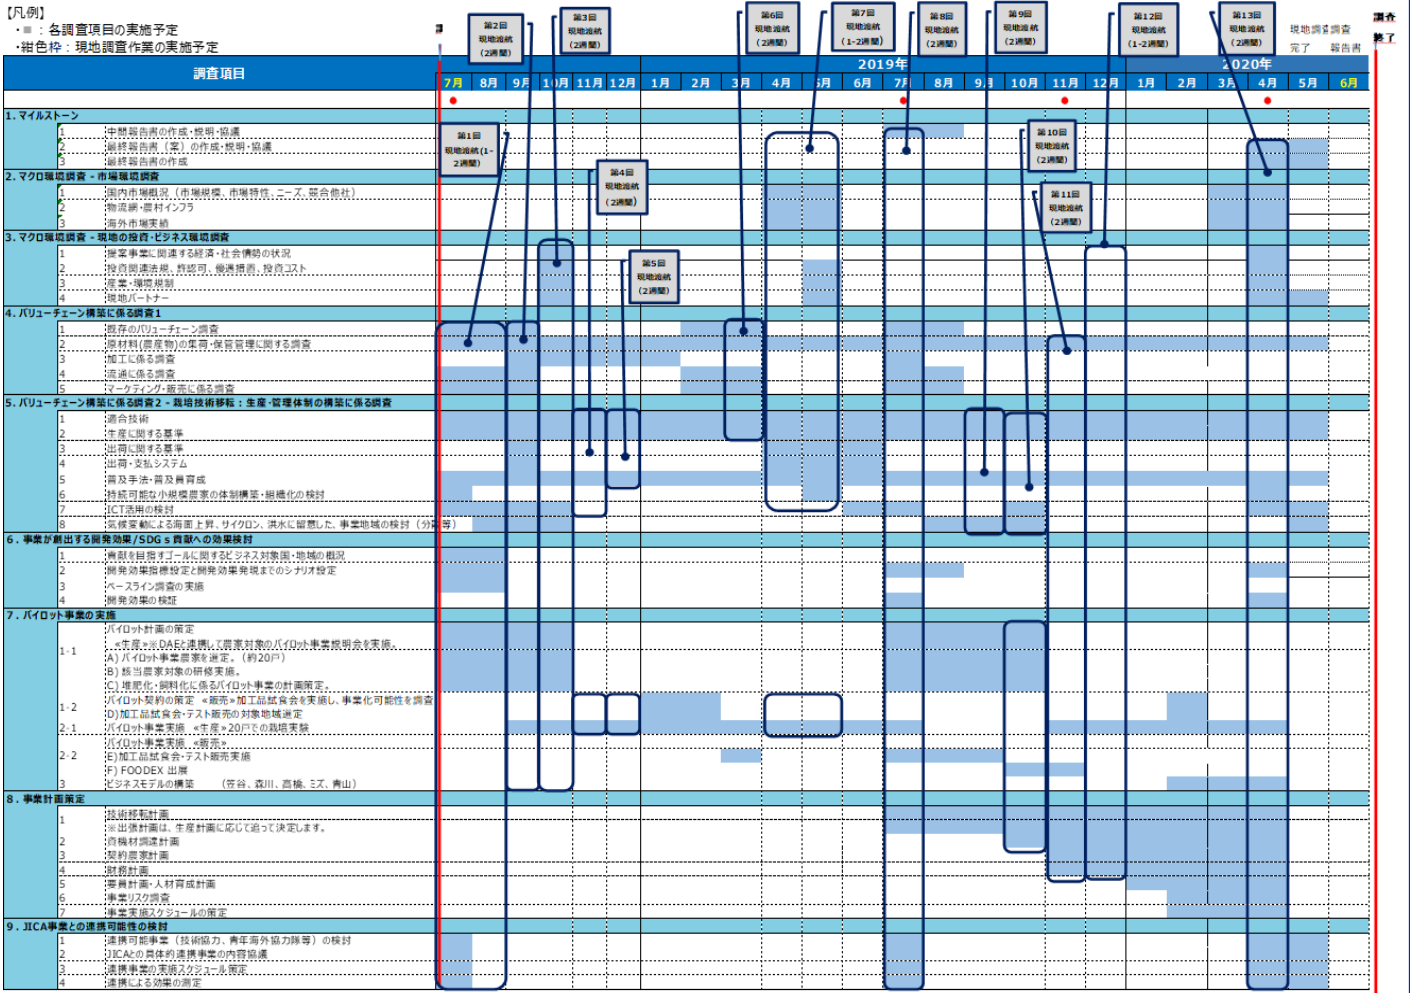 【凡例】
・■：各調査項目の実施予定
・紺色枠：現地調査作業の実施予定
第2回
現地渡航
(2週間)
第3回
現地渡航
(2週間)
第6回
現地渡航
(2週間)
第7回
現地渡航
(1-2週間)
第8回
現地渡航
(2週間)
第9回
現地渡航
(2週間)
第12回
現地渡航
(1-2週間)
第13回
現地渡航
(2週間)
現地調査
完了
調査
報告書
調査
終了
調査項目
2019年
2020年
7月 8月 9月 10月 11月 12月 1月 2月 3月 4月 5月 6月 7月 8月 9月 10月 11月 12月 1月 2月 3月 4月 5月 6月
1. マイルストーン
1 中間報告書の作成・説明・協議
2 最終報告書（案）の作成・説明・協議
3 最終報告書の作成
第1回
現地渡航(1-
2週間)
第10回
現地渡航
(2週間)
2. マクロ環境調査 - 市場環境調査
1 国内市場概況（市場規模、市場特性、ニーズ、競合他社）
2 物流網・農村インフラ
3 海外市場実績
第4回
現地渡航
(2週間)
第11回
現地渡航
(2週間)
3. マクロ環境調査 - 現地の投資・ビジネス環境調査
1 提案事業に関連する経済・社会情勢の状況
2 投資関連法規、許認可、優遇措置、投資コスト
3 産業・環境規制
4 現地パートナー
第5回
現地渡航
(2週間)
4. バリューチェーン構築に係る調査1
1 既存のバリューチェーン調査
2 原材料(農産物)の集荷・保管管理に関する調査
3 加工に係る調査
4 流通に係る調査
5 マーケティング・販売に係る調査
5. バリューチェーン構築に係る調査2 - 栽培技術移転：生産・管理体制の構築に係る調査
1 適合技術
2 生産に関する基準
3 出荷に関する基準
4 出荷・支払システム
5 普及手法・普及員育成
6 持続可能な小規模農家の体制構築・組織化の検討
7 ICT活用の検討
8 気候変動による海面上昇、サイクロン、洪水に留意した、事業地域の検討（分散等）
6. 事業が創出する開発効果/SDGｓ貢献への効果検討
1 貢献を目指すゴールに関するビジネス対象国・地域の概況
2 開発効果指標設定と開発効果発現までのシナリオ設定
3 ベースライン調査の実施
4 開発効果の検証
7. パイロット事業の実施
1-1 パイロット計画の策定
«生産»※DAEと連携して農家対象のパイロット事業説明会を実施。
A) パイロット事業農家を選定。（約20戸）
B) 該当農家対象の研修実施。
C) 堆肥化・飼料化に係るパイロット事業の計画策定。
1-2 パイロット契約の策定 «販売»加工品試食会を実施し、事業化可能性を調査
D)加工品試食会・テスト販売の対象地域選定
2-1 パイロット事業実施 «生産»20戸での栽培実験
2-2 パイロット事業実施 «販売»
E)加工品試食会・テスト販売実施
F) FOODEX 出展
3 ビジネスモデルの構築 （笠谷、森川、高橋、ミズ、青山）
8. 事業計画策定
1 技術移転計画
※出張計画は、生産計画に応じて追って決定します。
2 資機材調達計画
3 契約農家計画
4 財務計画
5 要員計画・人材育成計画
6 事業リスク調査
7 事業実施スケジュールの策定
9. JICA事業との連携可能性の検討
1 連携可能事業（技術協力、青年海外協力隊等）の検討
2 JICAとの具体的連携事業の内容協議
3 連携事業の実施スケジュール策定
4 連携による効果の測定